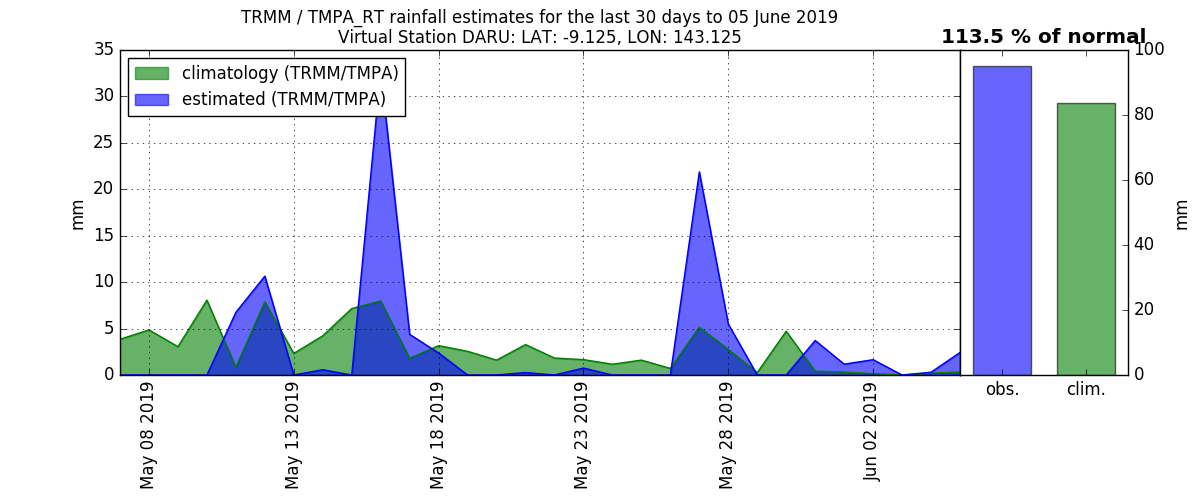 TRMM / TMPA_RT rainfall estimates for the last 30 days to 05 June 2019
Virtual Station DARU: LAT: -9.125, LON: 143.125
113.5 % of normal
climatology (TRMM/TMPA)
estimated (TRMM/TMPA)
35
30
25
20
15
10
5
0
mm
May 08 2019
May 13 2019
May 18 2019
May 23 2019
May 28 2019
Jun 02 2019
100
80
60
40
20
0
mm
obs.
clim.